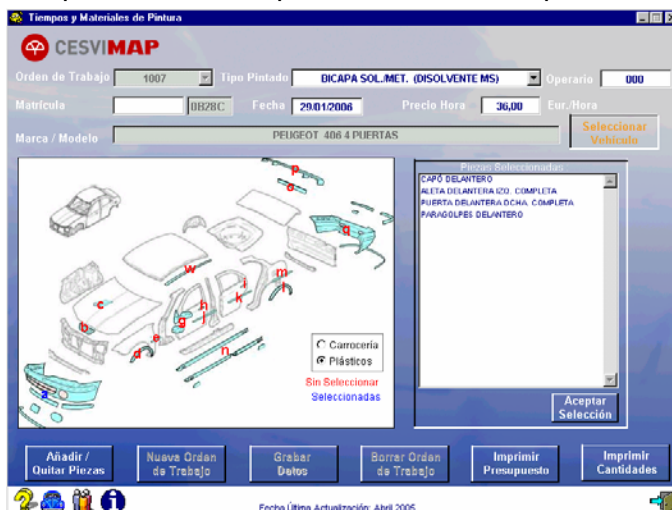 Tiempos y Materiales de Pintura
CESVIMAP
Orden de Trabajo 1007 Tipo Pintado BICAPA SOL./MET. (DISOLVENTE MS) Operario 000
Matrícula 0B28C Fecha 29/01/2006 Precio Hora 36,00 Eur./Hora
Marca / Modelo PEUGEOT 406 4 PUERTAS Seleccionar
Vehículo
Piezas Seleccionadas
CAPÓ DELANTERO
ALETA DELANTERA IZQ. COMPLETA
PUERTA DELANTERA DCHA. COMPLETA
PARAGOLPES DELANTERO
p
o
q
w
m
i
l
c
k
h
g
j
b
e
d
n
a
Carrocería
Plásticos
Sin Seleccionar
Seleccionadas
Aceptar
Selección
Añadir /
Quitar Piezas
Nueva Orden
de Trabajo
Grabar
Datos
Borrar Orden
de Trabajo
Imprimir
Presupuesto
Imprimir
Cantidades
Fecha Última Actualización: Abril 2005